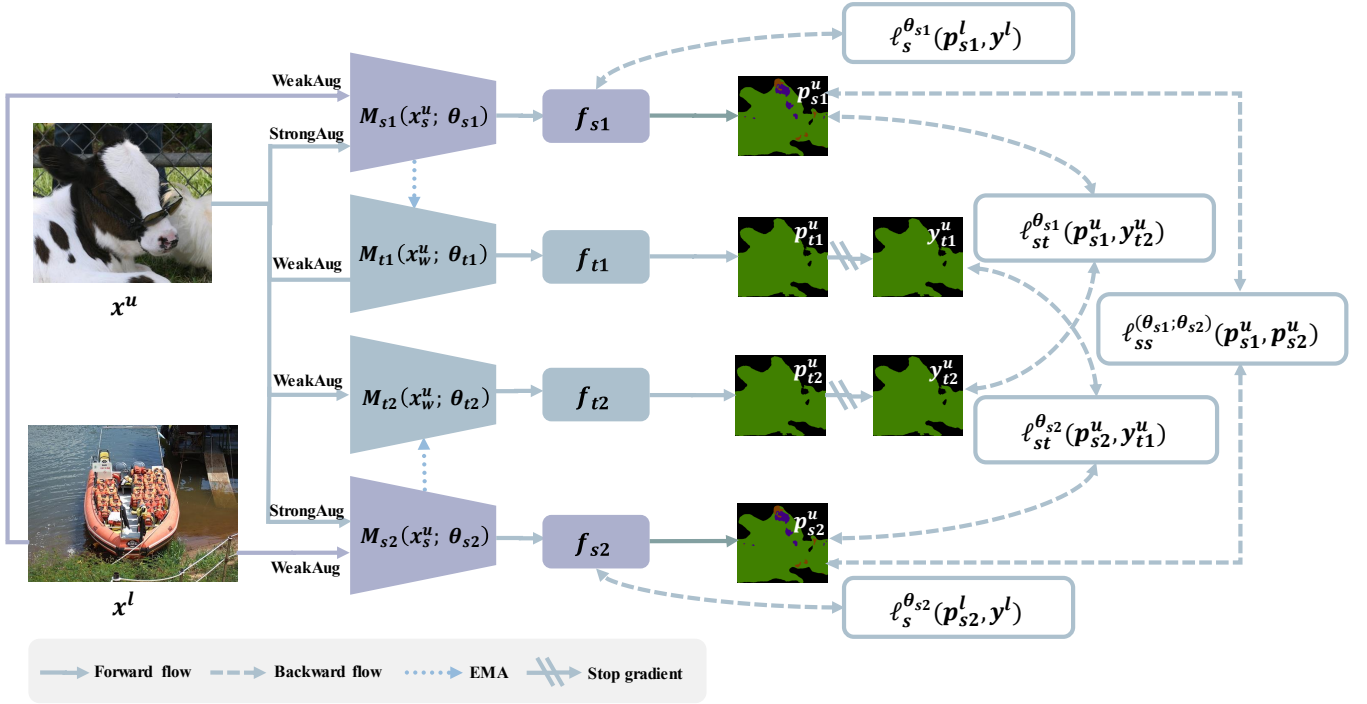 ℓ_s^{θ_{s1}}(p_{s1}^l, y^l)
WeakAug
M_{s1}(x_s^u; θ_{s1})
f_{s1}
p_{s1}^u
StrongAug
x^u
WeakAug
M_{t1}(x_w^u; θ_{t1})
f_{t1}
p_{t1}^u
y_{t1}^u
ℓ_{st}^{θ_{s1}}(p_{s1}^u, y_{t2}^u)
ℓ_{ss}^{(θ_{s1};θ_{s2})}(p_{s1}^u, p_{s2}^u)
WeakAug
M_{t2}(x_w^u; θ_{t2})
f_{t2}
p_{t2}^u
y_{t2}^u
ℓ_{st}^{θ_{s2}}(p_{s2}^u, y_{t1}^u)
StrongAug
M_{s2}(x_s^u; θ_{s2})
f_{s2}
p_{s2}^u
WeakAug
x^l
ℓ_s^{θ_{s2}}(p_{s2}^l, y^l)
Forward flow
Backward flow
EMA
Stop gradient